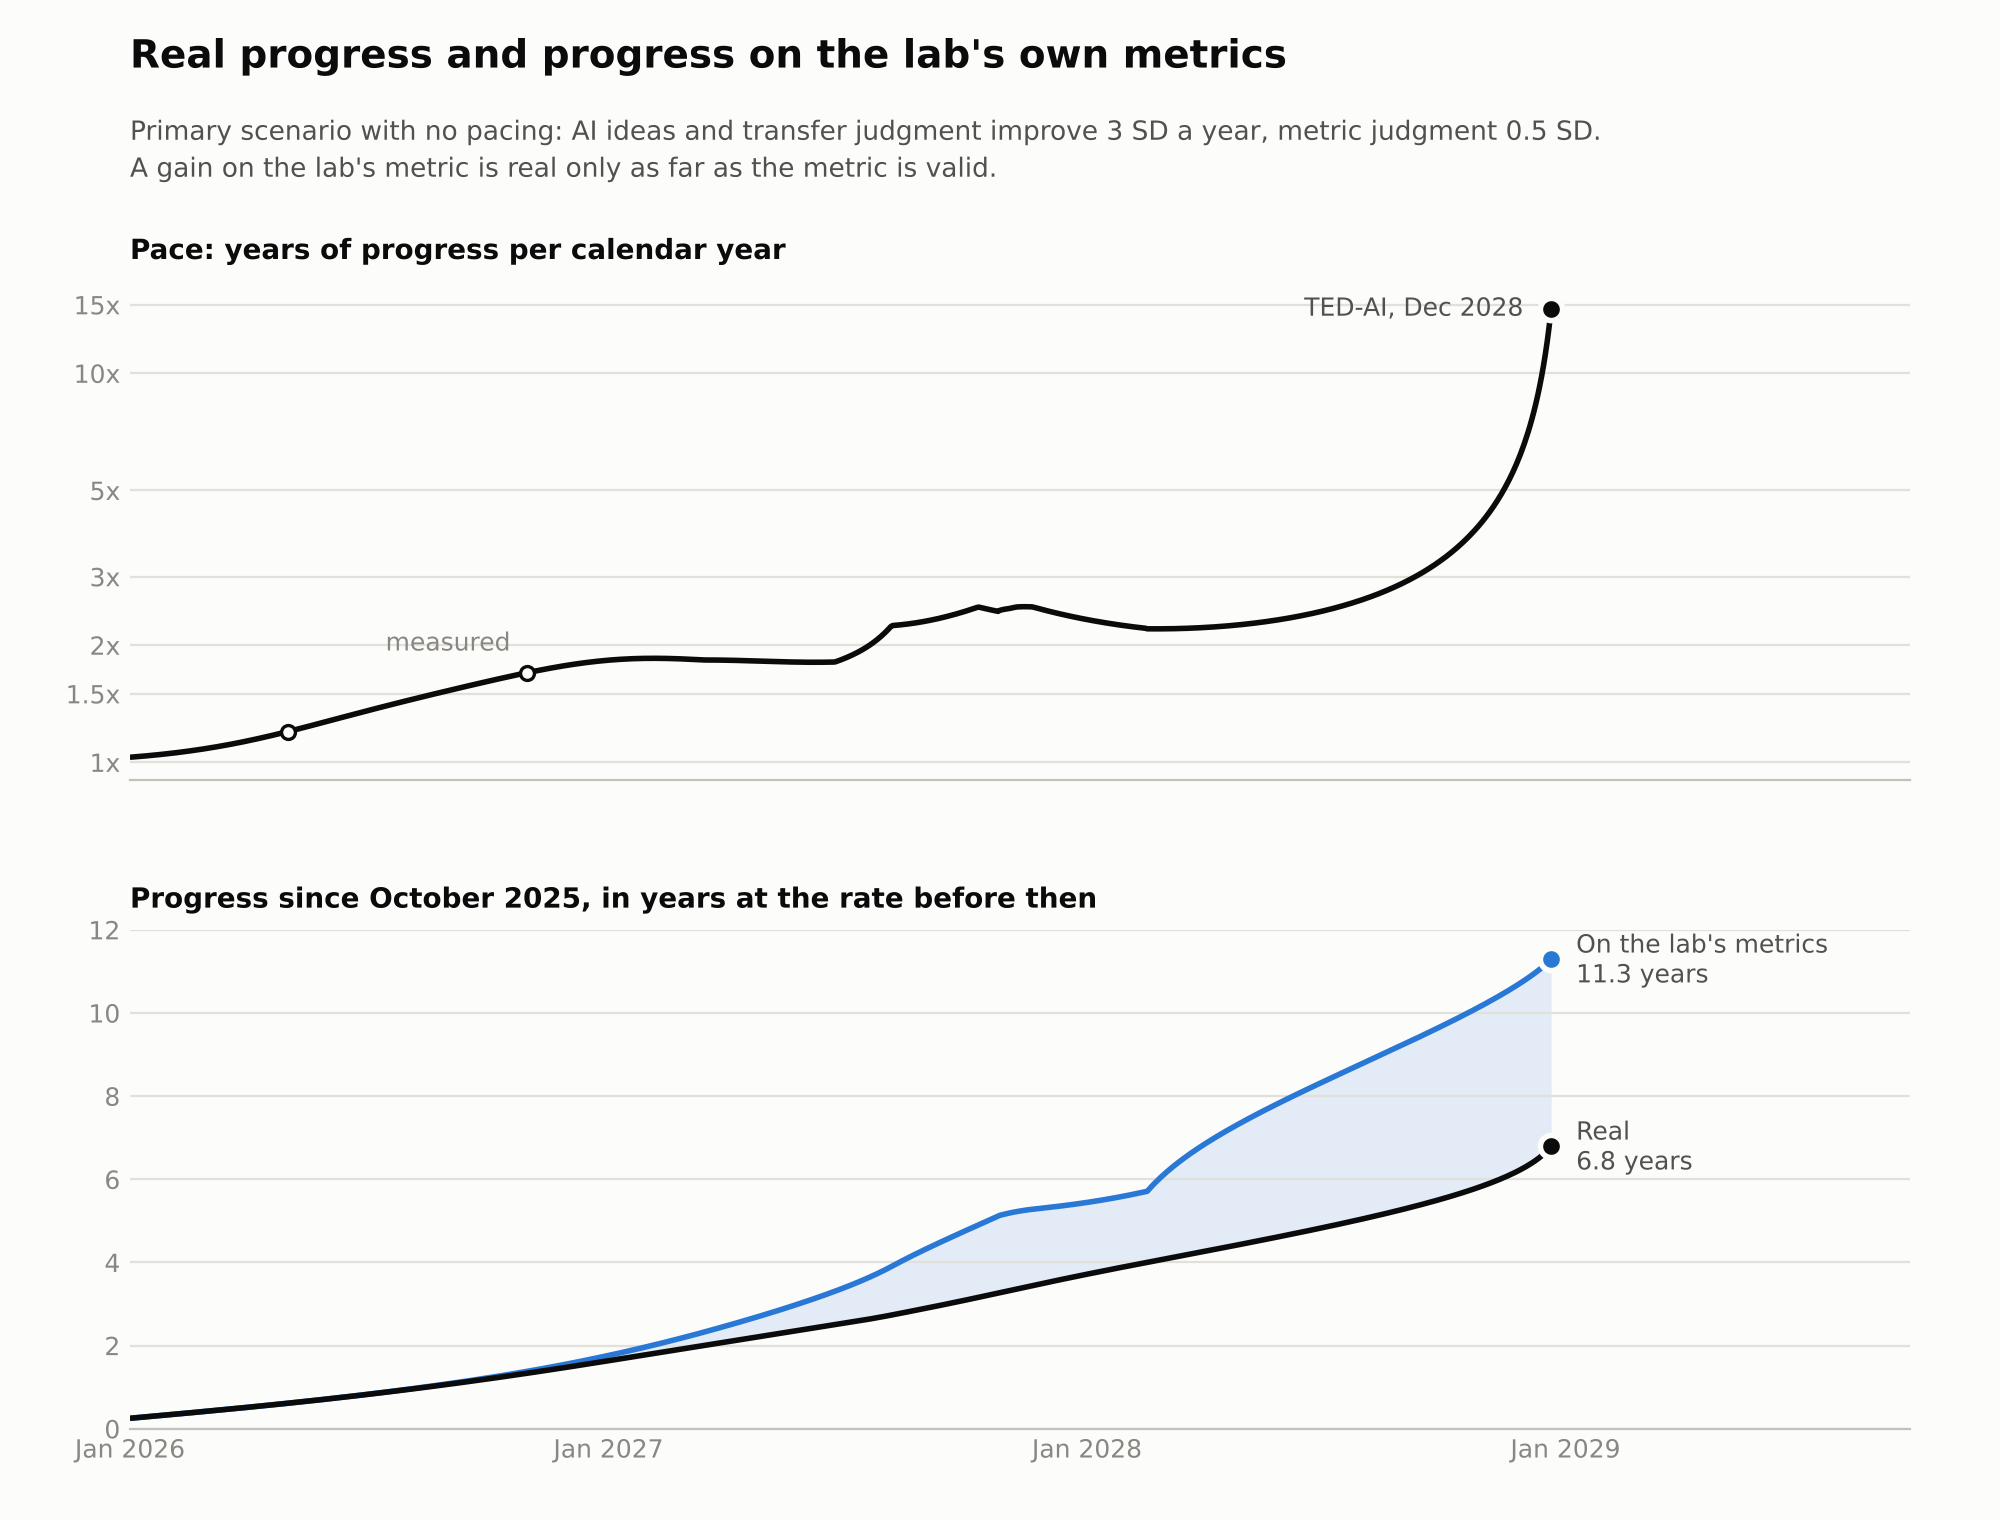 Real progress and progress on the lab's own metrics
Primary scenario with no pacing: AI ideas and transfer judgment improve 3 SD a year, metric judgment 0.5 SD.
A gain on the lab's metric is real only as far as the metric is valid.
Pace: years of progress per calendar year
15x
TED-AI, Dec 2028
10x
5x
3x
measured
2x
1.5x
1x
Progress since October 2025, in years at the rate before then
12
On the lab's metrics
11.3 years
10
8
Real
6.8 years
6
4
2
0
Jan 2026
Jan 2027
Jan 2028
Jan 2029